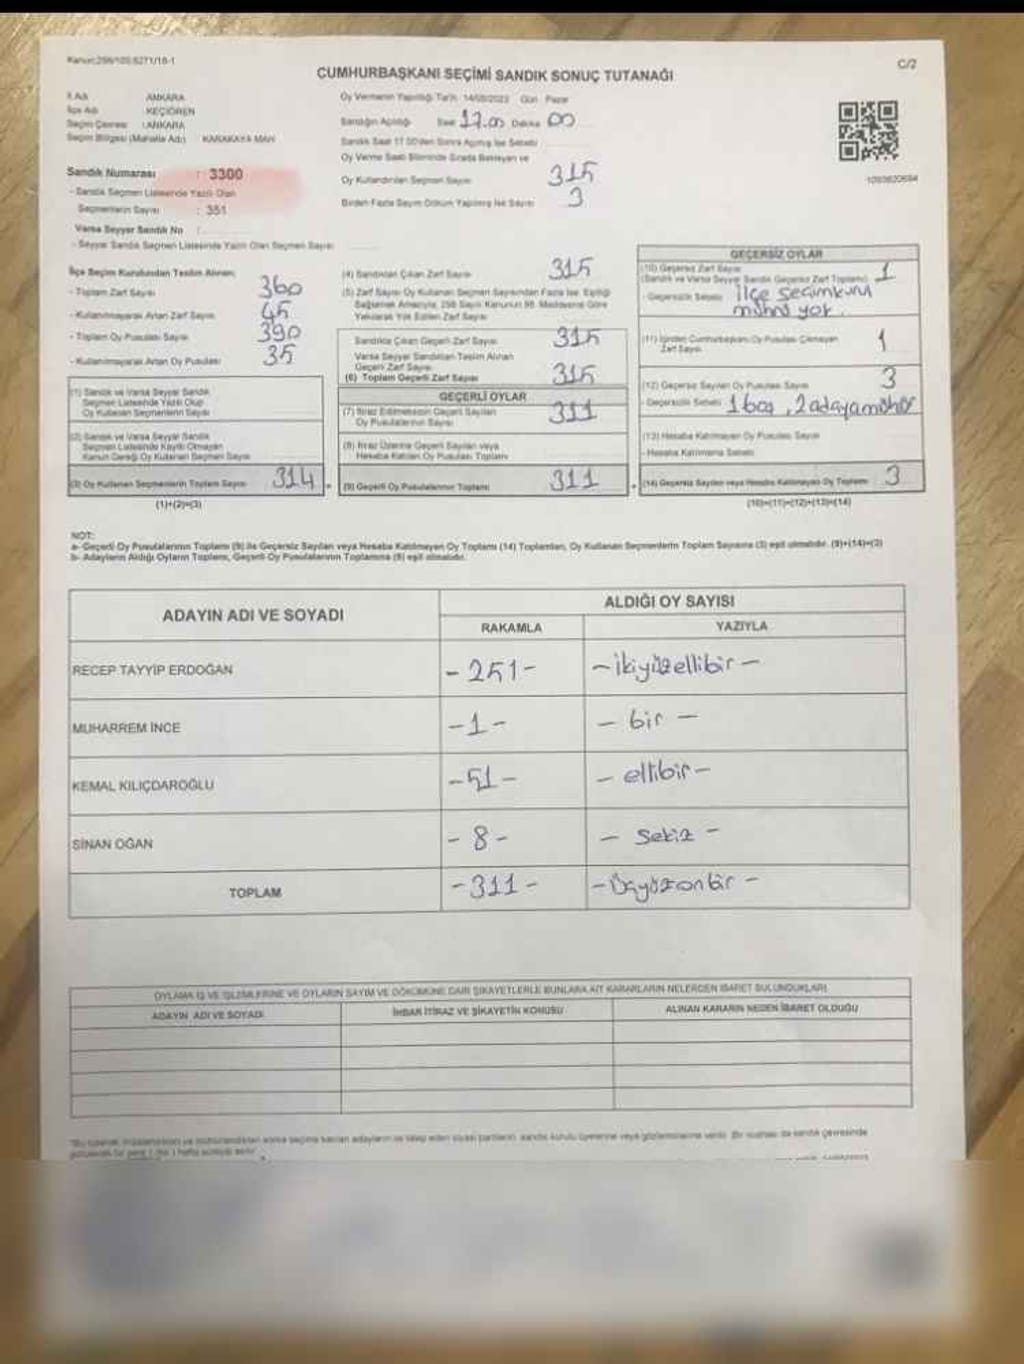 Kanun:298/105,6271/18-1
C/2
CUMHURBAŞKANI SEÇİMİ SANDIK SONUÇ TUTANAĞI
İl Adı ANKARA
İlçe Adı KEÇİÖREN
Seçim Çevresi : ANKARA
Seçim Bölgesi (Mahalle Adı) KARAKAYA MAH
Sandık Numarası : 3300
- Sandık Seçmen Listesinde Yazılı Olan
Seçmenlerin Sayısı : 351
Varsa Seyyar Sandık No :
- Seyyar Sandık Seçmen Listesinde Yazılı Olan Seçmen Sayısı
Oy Vermenin Yapıldığı Tarih: 14/05/2023 Gün Pazar
Sandığın Açıldığı Saat 17.00 Dakika 00
Sandık Saat 17.00'den Sonra Açılmış İse Sebebi
Oy Verme Saati Bitiminde Sırada Bekleyen ve
Oy Kullandırılan Seçmen Sayısı 315
Birden Fazla Sayım Döküm Yapılmış İse Sayısı 3
1093820694
İlçe Seçim Kurulundan Teslim Alınan:
- Toplam Zarf Sayısı 360
- Kullanılmayarak Artan Zarf Sayısı 45
- Toplam Oy Pusulası Sayısı 390
- Kullanılmayarak Artan Oy Pusulası 35
(1) Sandık ve Varsa Seyyar Sandık
Seçmen Listesinde Yazılı Olup
Oy Kullanan Seçmenlerin Sayısı
(2) Sandık ve Varsa Seyyar Sandık
Seçmen Listesinde Kayıtlı Olmayan
Kanun Gereği Oy Kullanan Seçmen Sayısı
(3) Oy Kullanan Seçmenlerin Toplam Sayısı 314
(1)+(2)=(3)
(4) Sandıktan Çıkan Zarf Sayısı 315
(5) Zarf Sayısı Oy Kullanan Seçmen Sayısından Fazla İse, Eşitliği
Sağlamak Amacıyla, 298 Sayılı Kanunun 98. Maddesine Göre
Yakılarak Yok Edilen Zarf Sayısı
Sandıkta Çıkan Geçerli Zarf Sayısı 315
Varsa Seyyar Sandıktan Teslim Alınan
Geçerli Zarf Sayısı
(6) Toplam Geçerli Zarf Sayısı 315
GEÇERLİ OYLAR
(7) İtiraz Edilmeksizin Geçerli Sayılan
Oy Pusulalarının Sayısı 311
(8) İtiraz Üzerine Geçerli Sayılan veya
Hesaba Katılan Oy Pusulası Toplamı
(9) Geçerli Oy Pusulalarının Toplamı 311
GEÇERSİZ OYLAR
(10) Geçersiz Zarf Sayısı
(Sandık ve Varsa Seyyar Sandık Geçersiz Zarf Toplamı) 1
- Geçersizlik Sebebi ilçe seçimkurul
mührü yok.
(11) İçinden Cumhurbaşkanı Oy Pusulası Çıkmayan
Zarf Sayısı 1
(12) Geçersiz Sayılan Oy Pusulası Sayısı 3
- Geçersizlik Sebebi 1 boş, 2 adaya mühür
(13) Hesaba Katılmayan Oy Pusulası Sayısı
- Hesaba Katılmama Sebebi
(14) Geçersiz Sayılan veya Hesaba Katılmayan Oy Toplamı 3
(10)+(11)+(12)+(13)=(14)
NOT:
a- Geçerli Oy Pusulalarının Toplamı (9) ile Geçersiz Sayılan veya Hesaba Katılmayan Oy Toplamı (14) Toplamları, Oy Kullanan Seçmenlerin Toplam Sayısına (3) eşit olmalıdır. (9)+(14)=(3)
b- Adayların Aldığı Oyların Toplamı, Geçerli Oy Pusulalarının Toplamına (9) eşit olmalıdır.
ADAYIN ADI VE SOYADI
ALDIĞI OY SAYISI
RAKAMLA YAZIYLA
RECEP TAYYİP ERDOĞAN -251- -ikiyüzellibir-
MUHARREM İNCE -1- - bir -
KEMAL KILIÇDAROĞLU -51- - ellibir-
SİNAN OĞAN -8- - Sekiz -
TOPLAM -311- -Üçyüzonbir -
OYLAMA İŞ VE İŞLEMLERİNE VE OYLARIN SAYIM VE DÖKÜMÜNE DAİR ŞİKAYETLERLE BUNLARA AİT KARARLARIN NELERDEN İBARET BULUNDUKLARI
ADAYIN ADI VE SOYADI İHBAR İTİRAZ VE ŞİKAYETİN KONUSU ALINAN KARARIN NEDEN İBARET OLDUĞU